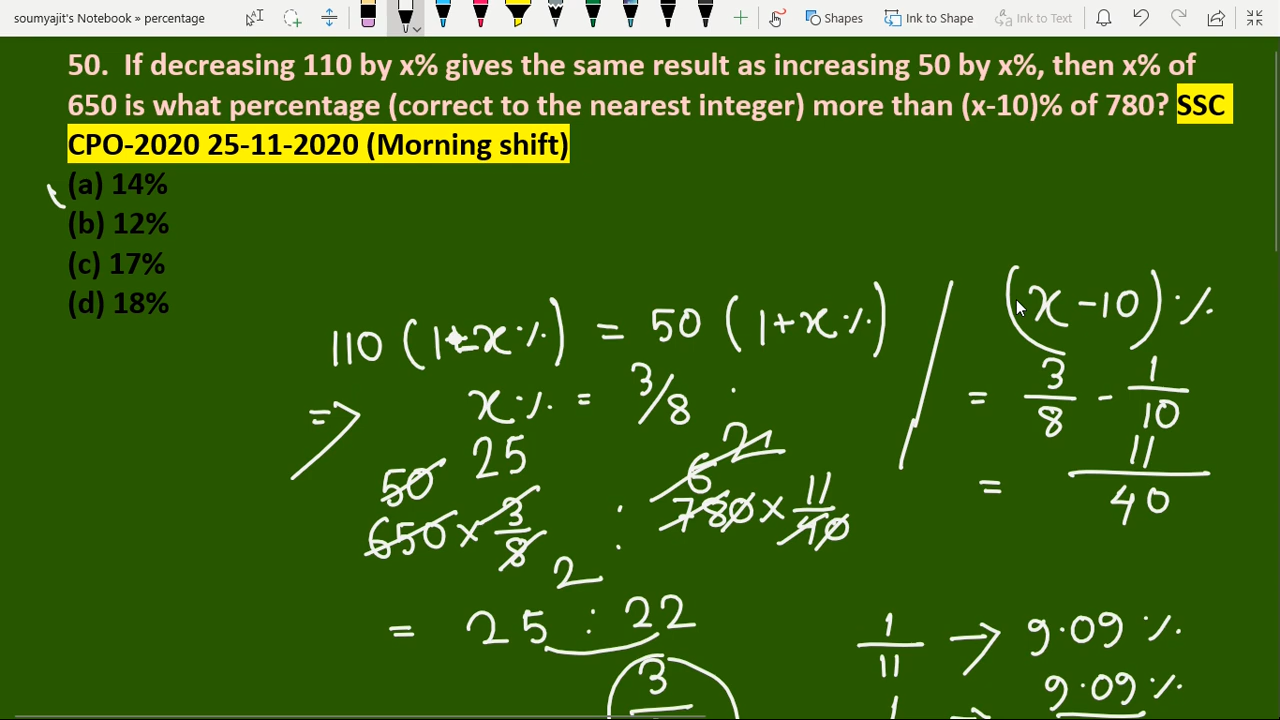 soumyajit's Notebook » percentage
Shapes
Ink to Shape
Ink to Text
50. If decreasing 110 by x% gives the same result as increasing 50 by x%, then x% of
650 is what percentage (correct to the nearest integer) more than (x-10)% of 780? SSC
CPO-2020 25-11-2020 (Morning shift)
(a) 14%
(b) 12%
(c) 17%
(d) 18%
110 (1-x%) = 50 (1+x%)
=> x% = 3/8
50 25 6 2
650 × 3/8 : 780 × 11/40
2
= 25 : 22
3
(x-10)%
= 3/8 - 1/10
= 11/40
1/11 → 9.09%
1 → 9.09%